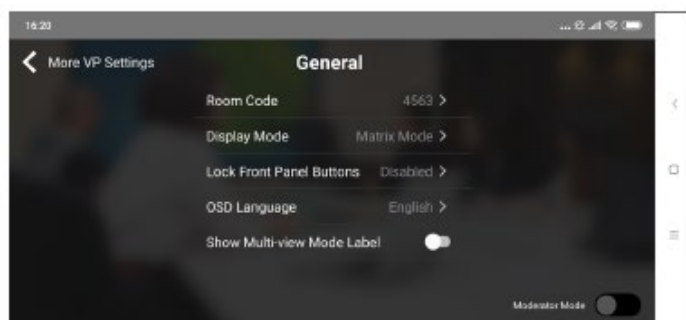 16:20
More VP Settings
General
Room Code 4563
Display Mode Matrix Mode
Lock Front Panel Buttons Disabled
OSD Language English
Show Multi-view Mode Label
Moderator Mode